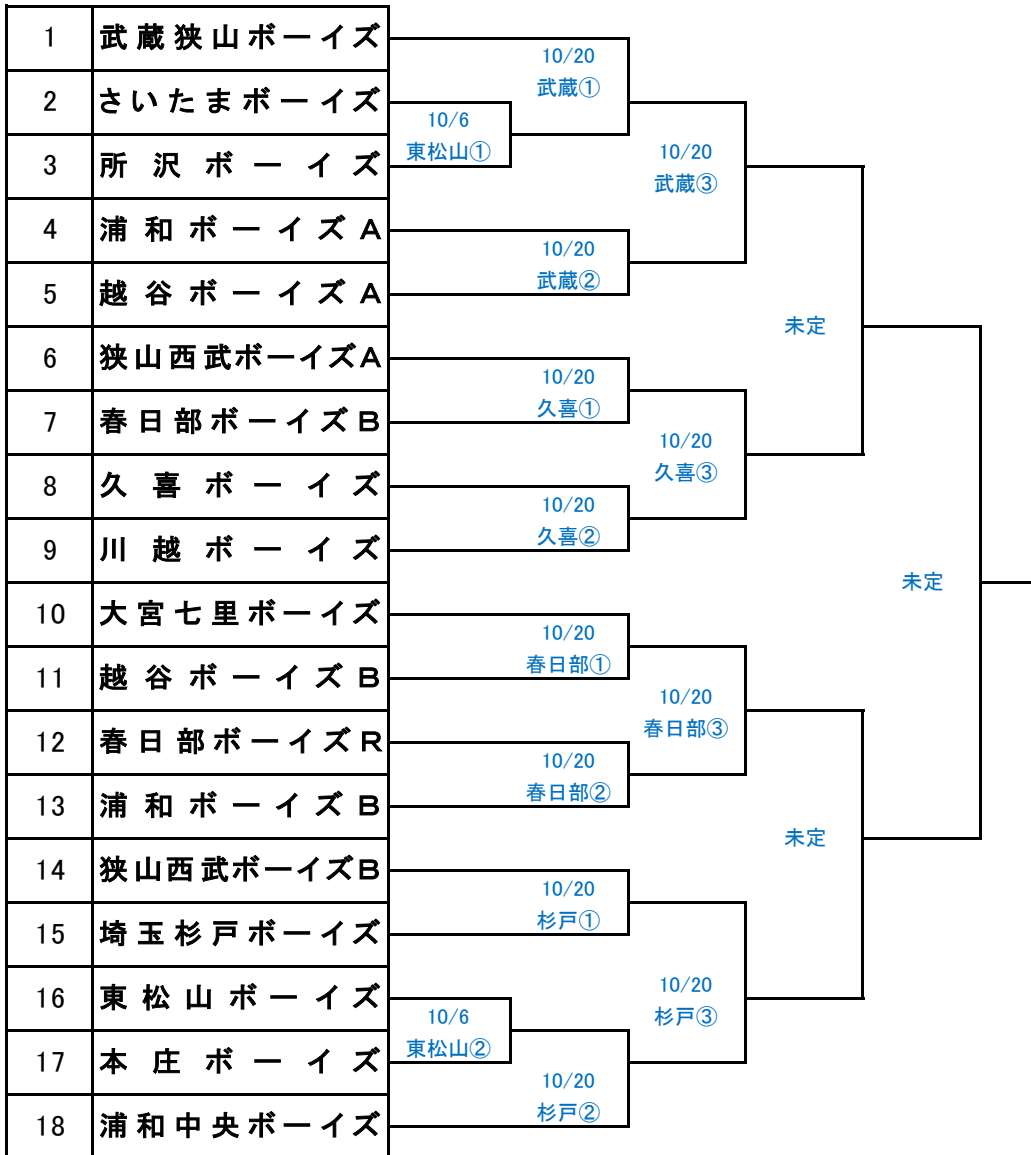 1 武蔵狭山ボーイズ
2 さいたまボーイズ
3 所沢ボーイズ
4 浦和ボーイズA
5 越谷ボーイズA
6 狭山西武ボーイズA
7 春日部ボーイズB
8 久喜ボーイズ
9 川越ボーイズ
10 大宮七里ボーイズ
11 越谷ボーイズB
12 春日部ボーイズR
13 浦和ボーイズB
14 狭山西武ボーイズB
15 埼玉杉戸ボーイズ
16 東松山ボーイズ
17 本庄ボーイズ
18 浦和中央ボーイズ
10/6
東松山①
10/6
東松山②
10/20
武蔵①
10/20
武蔵②
10/20
久喜①
10/20
久喜②
10/20
春日部①
10/20
春日部②
10/20
杉戸①
10/20
杉戸②
10/20
武蔵③
10/20
久喜③
10/20
春日部③
10/20
杉戸③
未定
未定
未定